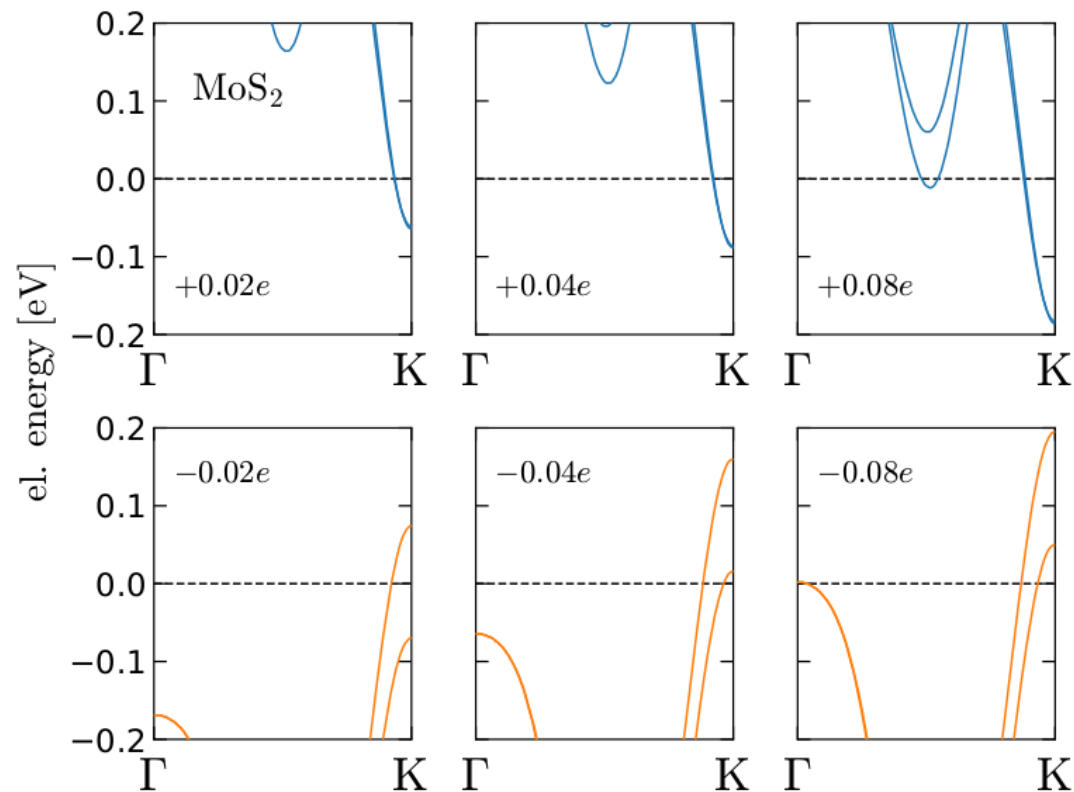 0.2
0.1
0.0
−0.1
−0.2
MoS₂
+0.02e
+0.04e
+0.08e
Γ K Γ K Γ K
el. energy [eV]
0.2
0.1
0.0
−0.1
−0.2
−0.02e
−0.04e
−0.08e
Γ K Γ K Γ K